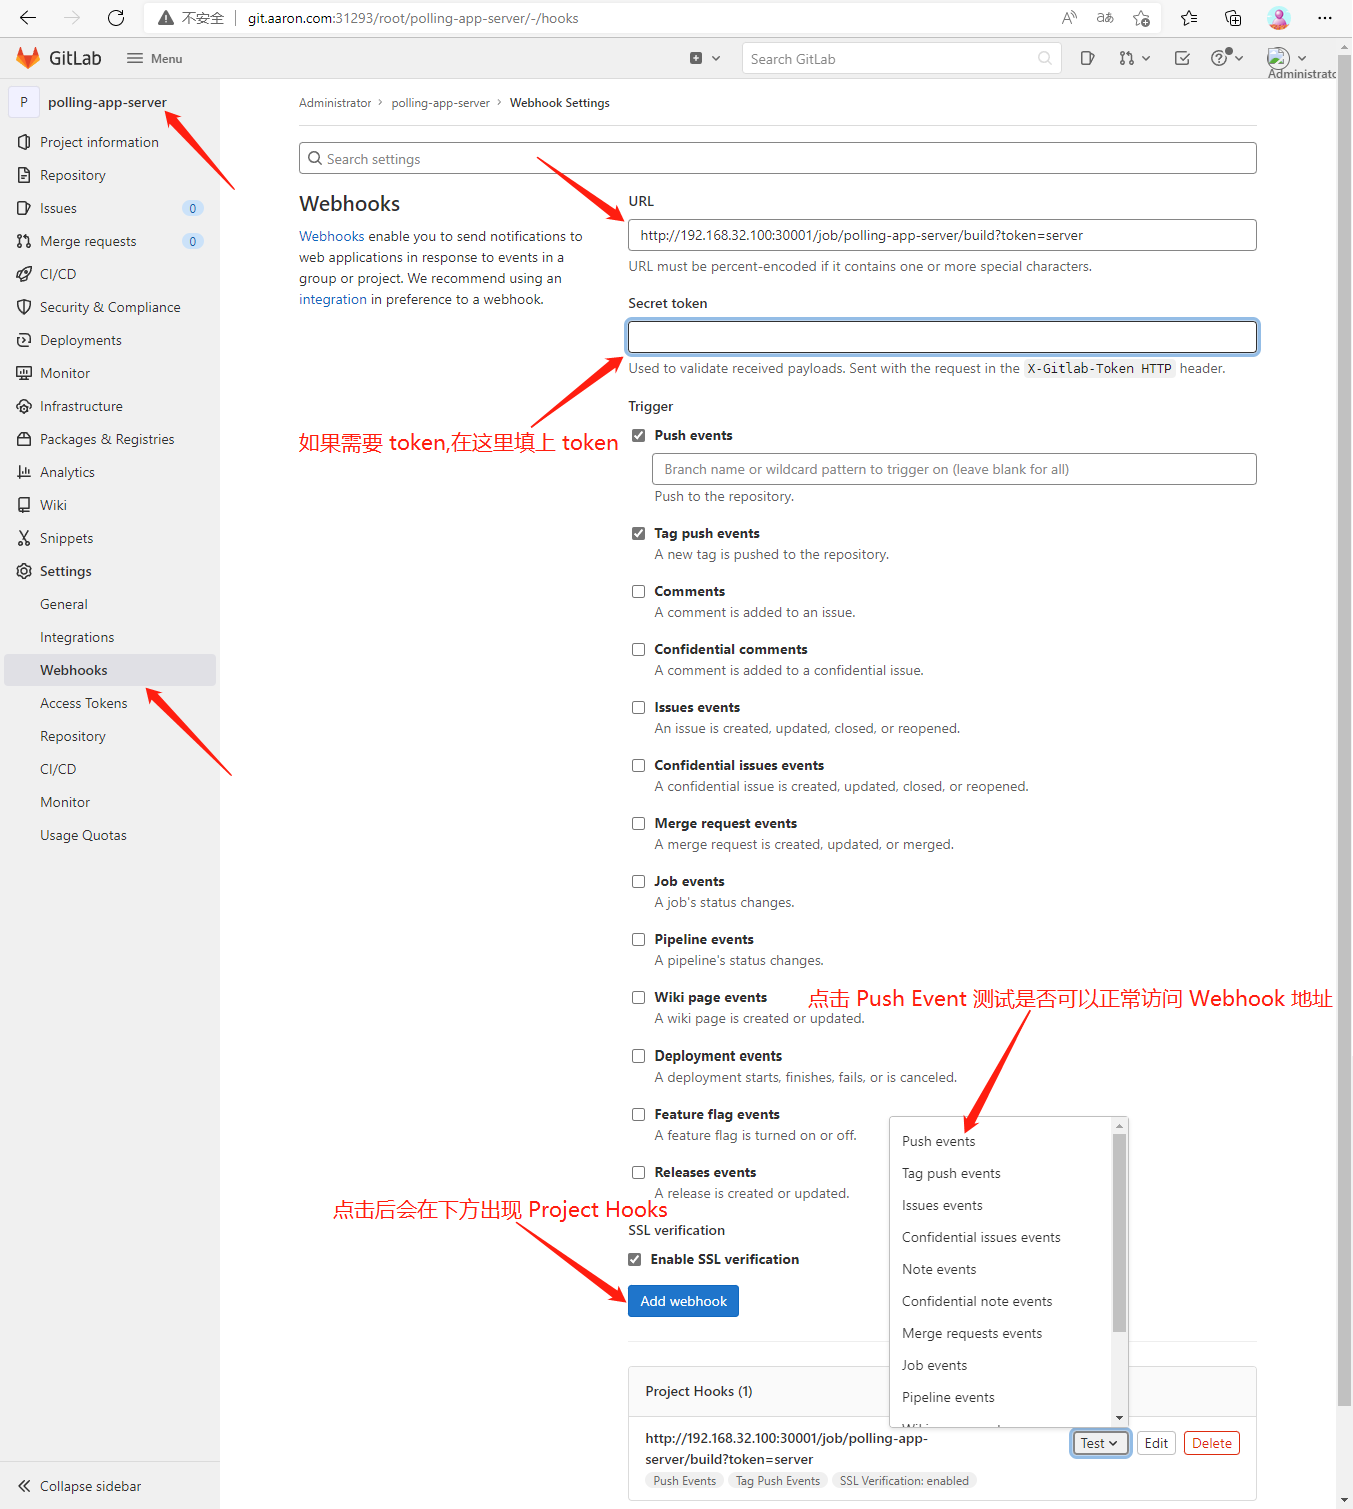 不安全
git.aaron.com:31293/root/polling-app-server/-/hooks
GitLab
Menu
Search GitLab
Administrato
P polling-app-server
Project information
Repository
Issues 0
Merge requests 0
CI/CD
Security & Compliance
Deployments
Monitor
Infrastructure
Packages & Registries
Analytics
Wiki
Snippets
Settings
General
Integrations
Webhooks
Access Tokens
Repository
CI/CD
Monitor
Usage Quotas
Collapse sidebar
Administrator › polling-app-server › Webhook Settings
Search settings
Webhooks
Webhooks enable you to send notifications to
web applications in response to events in a
group or project. We recommend using an
integration in preference to a webhook.
URL
http://192.168.32.100:30001/job/polling-app-server/build?token=server
URL must be percent-encoded if it contains one or more special characters.
Secret token
Used to validate received payloads. Sent with the request in the X-Gitlab-Token HTTP header.
如果需要 token,在这里填上 token
Trigger
Push events
Branch name or wildcard pattern to trigger on (leave blank for all)
Push to the repository.
Tag push events
A new tag is pushed to the repository.
Comments
A comment is added to an issue.
Confidential comments
A comment is added to a confidential issue.
Issues events
An issue is created, updated, closed, or reopened.
Confidential issues events
A confidential issue is created, updated, closed, or reopened.
Merge request events
A merge request is created, updated, or merged.
Job events
A job's status changes.
Pipeline events
A pipeline's status changes.
Wiki page events
A wiki page is created or updated.
点击 Push Event 测试是否可以正常访问 Webhook 地址
Deployment events
A deployment starts, finishes, fails, or is canceled.
Feature flag events
A feature flag is turned on or off.
Releases events
A release is created or updated.
点击后会在下方出现 Project Hooks
SSL verification
Enable SSL verification
Add webhook
Push events
Tag push events
Issues events
Confidential issues events
Note events
Confidential note events
Merge requests events
Job events
Pipeline events
Project Hooks (1)
http://192.168.32.100:30001/job/polling-app-
server/build?token=server
Push Events Tag Push Events SSL Verification: enabled
Test Edit Delete